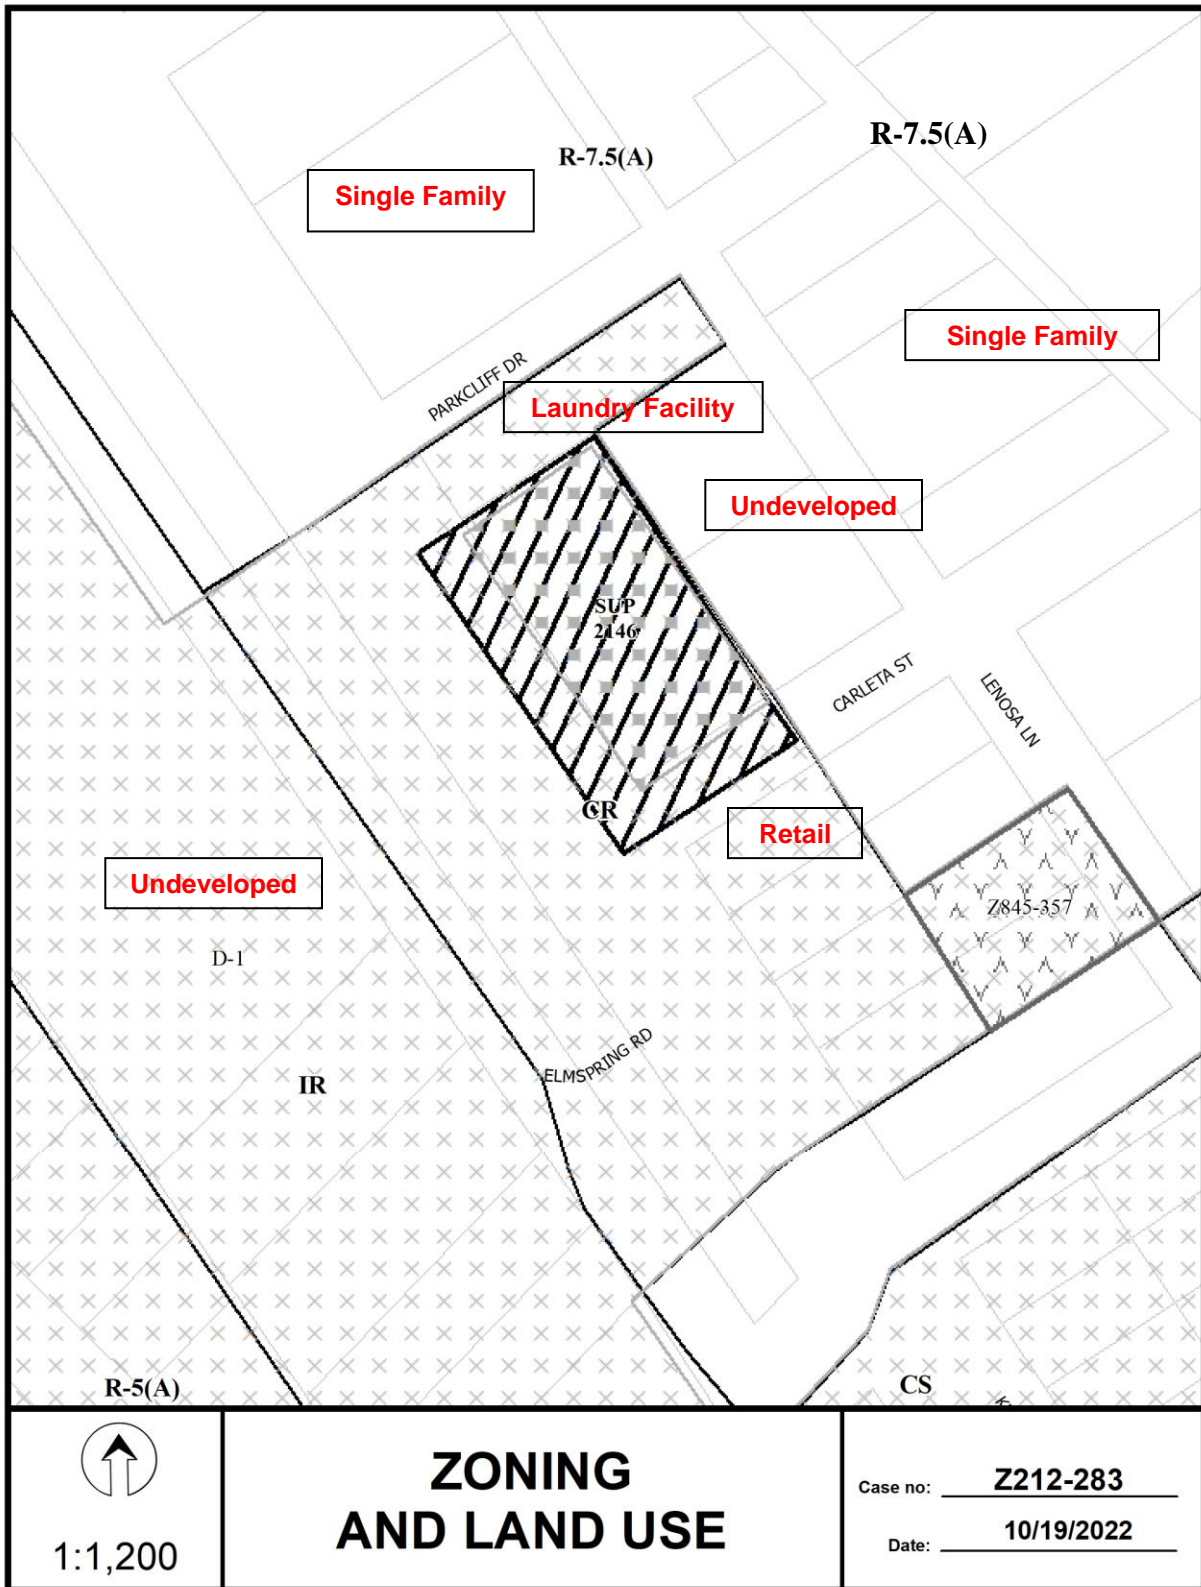 R-7.5(A)
R-7.5(A)
Single Family
Single Family
PARKCLIFF DR
Laundry Facility
Undeveloped
SUP
2146
CARLETA ST
LENOSA LN
CR
Retail
Undeveloped
Z845-357
D-1
ELMSPRING RD
IR
R-5(A)
CS
1:1,200
ZONING
AND LAND USE
Case no: Z212-283
Date: 10/19/2022